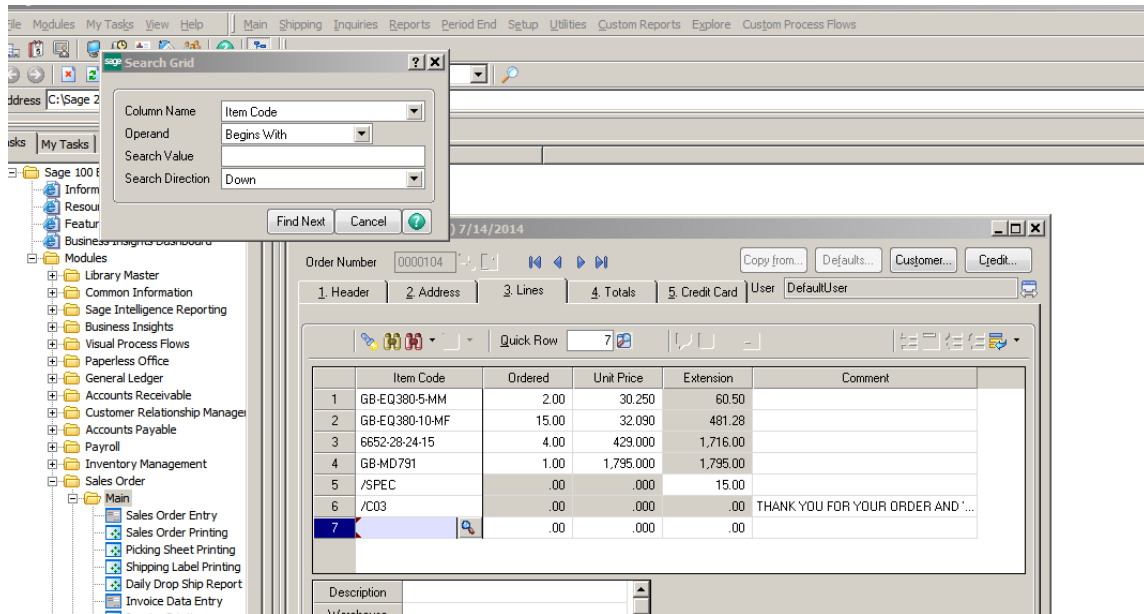 File Modules My Tasks View Help Main Shipping Inquiries Reports Period End Setup Utilities Custom Reports Explore Custom Process Flows
sage Search Grid
ddress C:\Sage 2
Column Name Item Code
Operand Begins With
Search Value
Search Direction Down
Find Next Cancel
asks My Tasks
Sage 100 E
Inform
Resour
Featur
Business Insights Dashboard
Modules
Library Master
Common Information
Sage Intelligence Reporting
Business Insights
Visual Process Flows
Paperless Office
General Ledger
Accounts Receivable
Customer Relationship Manager
Accounts Payable
Payroll
Inventory Management
Sales Order
Main
Sales Order Entry
Sales Order Printing
Picking Sheet Printing
Shipping Label Printing
Daily Drop Ship Report
Invoice Data Entry
) 7/14/2014
Order Number 0000104 Copy from... Defaults... Customer... Credit...
1. Header 2. Address 3. Lines 4. Totals 5. Credit Card User DefaultUser
Quick Row 7
Item Code Ordered Unit Price Extension Comment
1 GB-EQ380-5-MM 2.00 30.250 60.50
2 GB-EQ380-10-MF 15.00 32.090 481.28
3 6652-28-24-15 4.00 429.000 1,716.00
4 GB-MD791 1.00 1,795.000 1,795.00
5 /SPEC .00 .000 15.00
6 /C03 .00 .000 .00 THANK YOU FOR YOUR ORDER AND '...
7 .00 .000 .00
Description